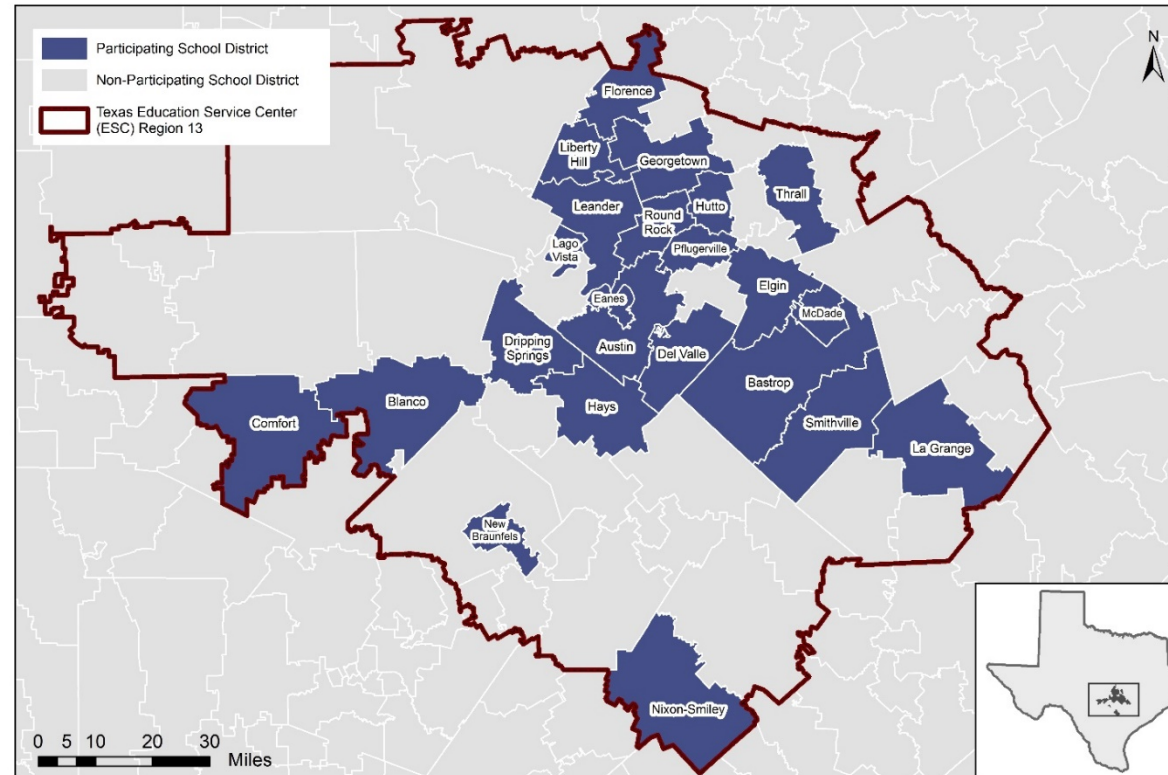 Participating School District
Non-Participating School District
Texas Education Service Center
(ESC) Region 13
N
Florence
Liberty
Hill
Georgetown
Thrall
Leander
Hutto
Round
Rock
Lago
Vista
Pflugerville
Elgin
Eanes
McDade
Dripping
Springs
Austin
Del Valle
Bastrop
Blanco
Hays
Comfort
Smithville
La Grange
New
Braunfels
Nixon-Smiley
0 5 10 20 30
Miles